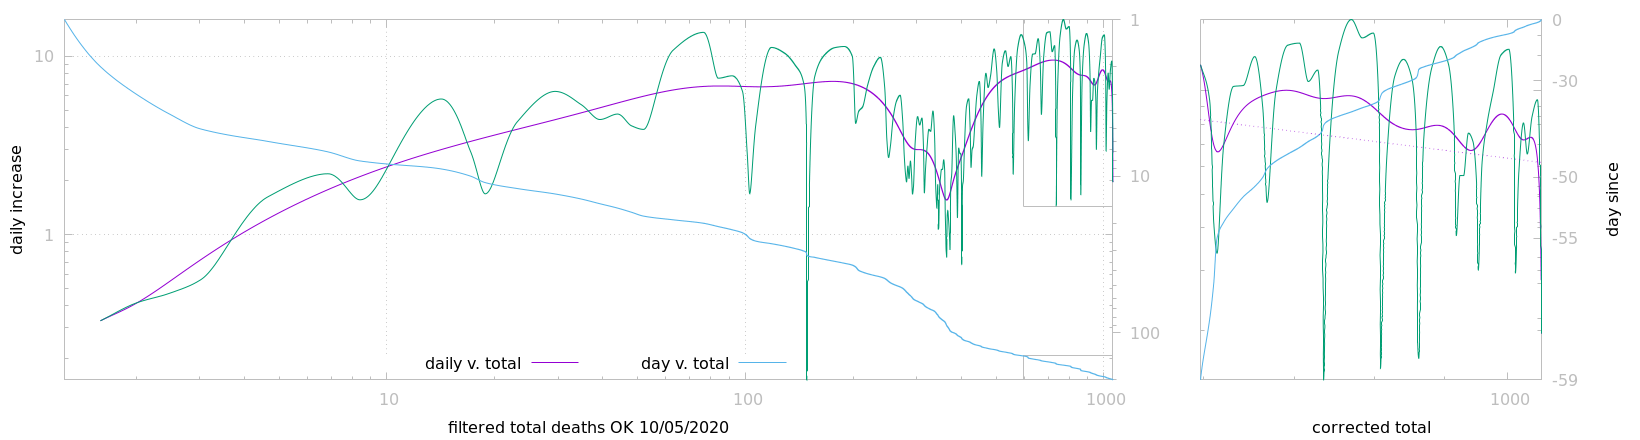 10
1
daily increase
daily v. total
day v. total
10
100
1000
filtered total deaths OK 10/05/2020
1
10
100
1000
corrected total
0
-30
-50
-55
-59
day since